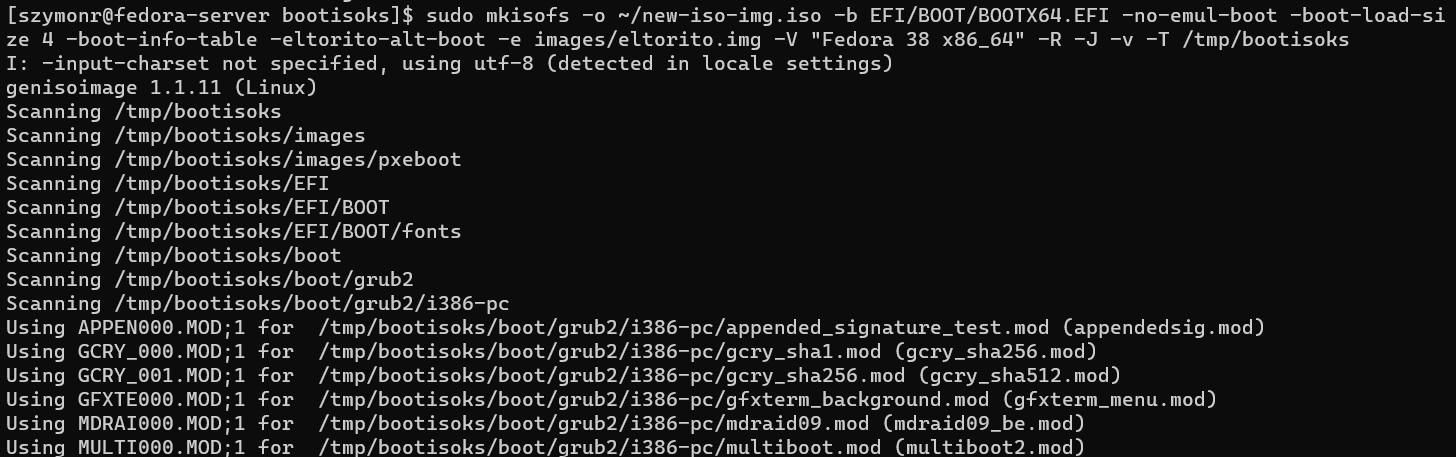 [szymonr@fedora-server bootisoks]$ sudo mkisofs -o ~/new-iso-img.iso -b EFI/BOOT/BOOTX64.EFI -no-emul-boot -boot-load-si
ze 4 -boot-info-table -eltorito-alt-boot -e images/eltorito.img -V "Fedora 38 x86_64" -R -J -v -T /tmp/bootisoks
I: -input-charset not specified, using utf-8 (detected in locale settings)
genisoimage 1.1.11 (Linux)
Scanning /tmp/bootisoks
Scanning /tmp/bootisoks/images
Scanning /tmp/bootisoks/images/pxeboot
Scanning /tmp/bootisoks/EFI
Scanning /tmp/bootisoks/EFI/BOOT
Scanning /tmp/bootisoks/EFI/BOOT/fonts
Scanning /tmp/bootisoks/boot
Scanning /tmp/bootisoks/boot/grub2
Scanning /tmp/bootisoks/boot/grub2/i386-pc
Using APPEN000.MOD;1 for  /tmp/bootisoks/boot/grub2/i386-pc/appended_signature_test.mod (appendedsig.mod)
Using GCRY_000.MOD;1 for  /tmp/bootisoks/boot/grub2/i386-pc/gcry_sha1.mod (gcry_sha256.mod)
Using GCRY_001.MOD;1 for  /tmp/bootisoks/boot/grub2/i386-pc/gcry_sha256.mod (gcry_sha512.mod)
Using GFXTE000.MOD;1 for  /tmp/bootisoks/boot/grub2/i386-pc/gfxterm_background.mod (gfxterm_menu.mod)
Using MDRAI000.MOD;1 for  /tmp/bootisoks/boot/grub2/i386-pc/mdraid09.mod (mdraid09_be.mod)
Using MULTI000.MOD;1 for  /tmp/bootisoks/boot/grub2/i386-pc/multiboot.mod (multiboot2.mod)